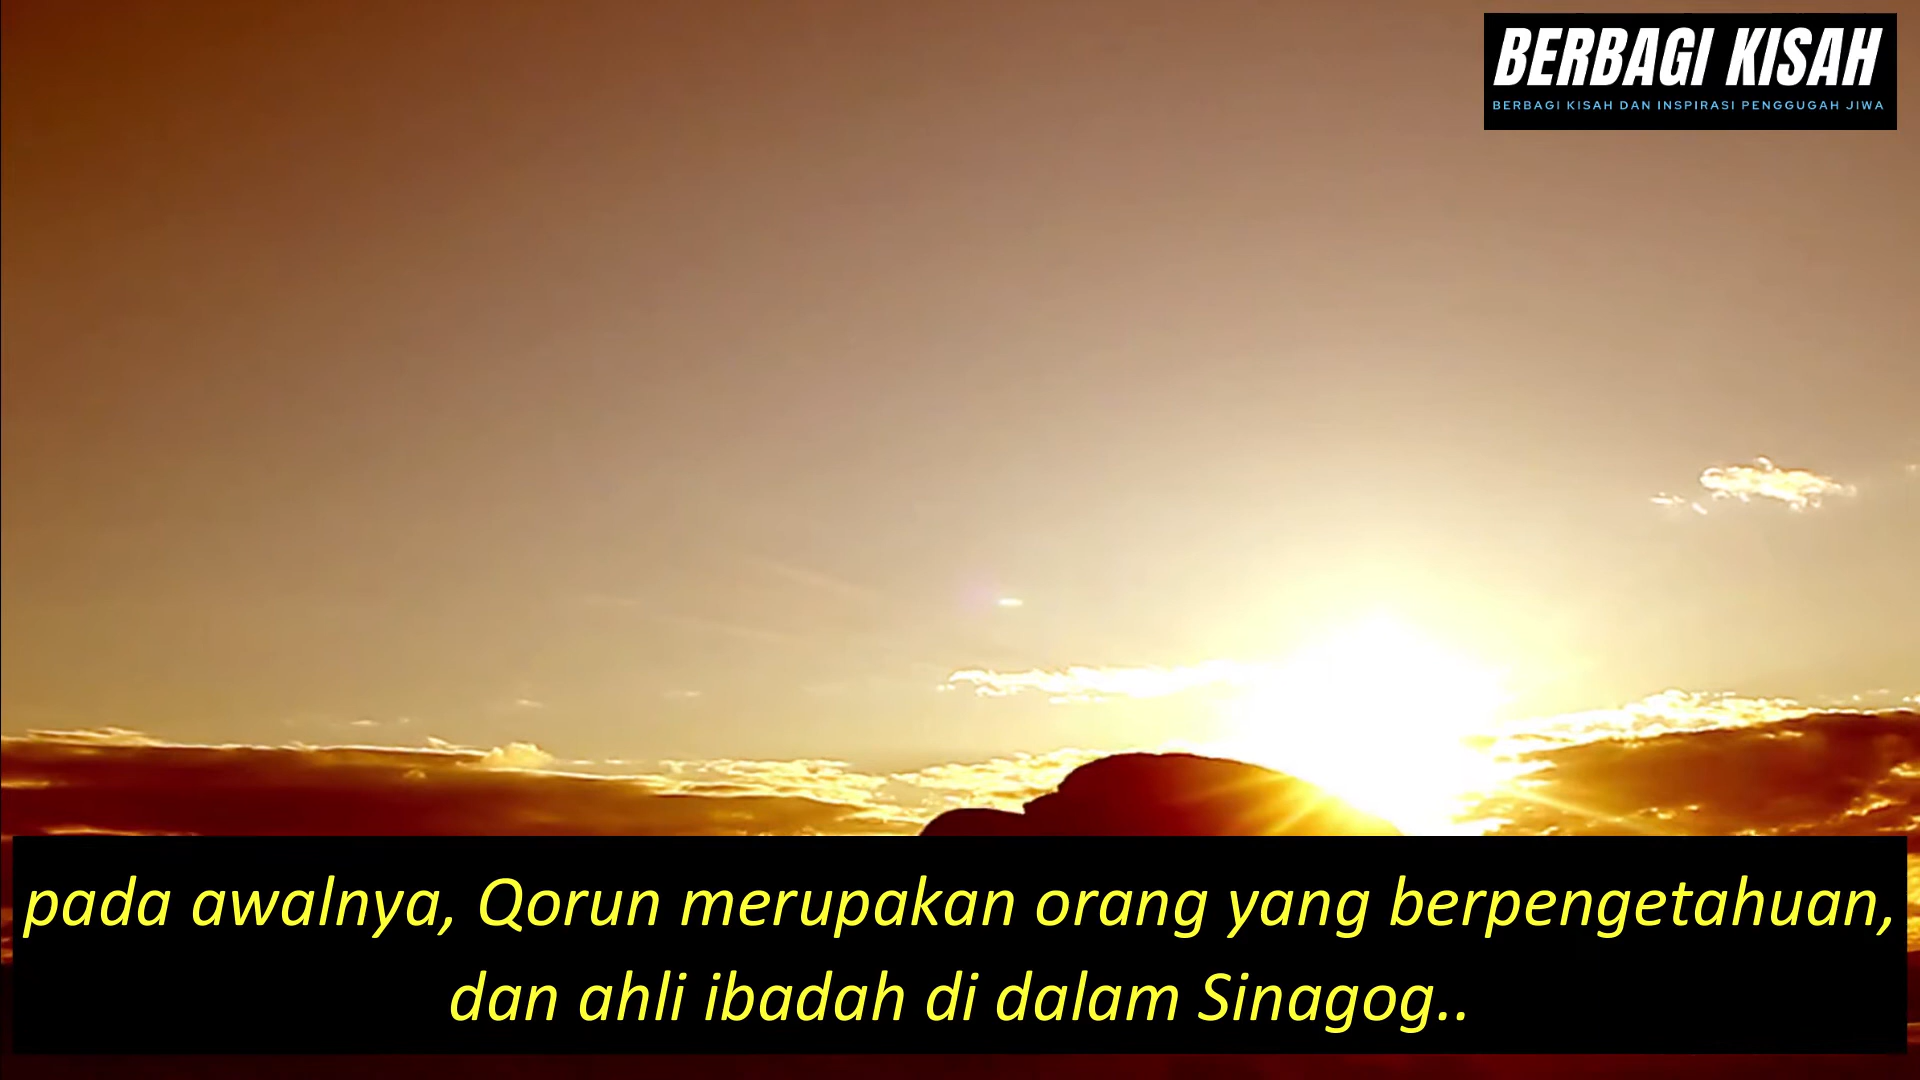 BERBAGI KISAH
BERBAGI KISAH DAN INSPIRASI PENGGUGAH JIWA
pada awalnya, Qorun merupakan orang yang berpengetahuan,
dan ahli ibadah di dalam Sinagog..